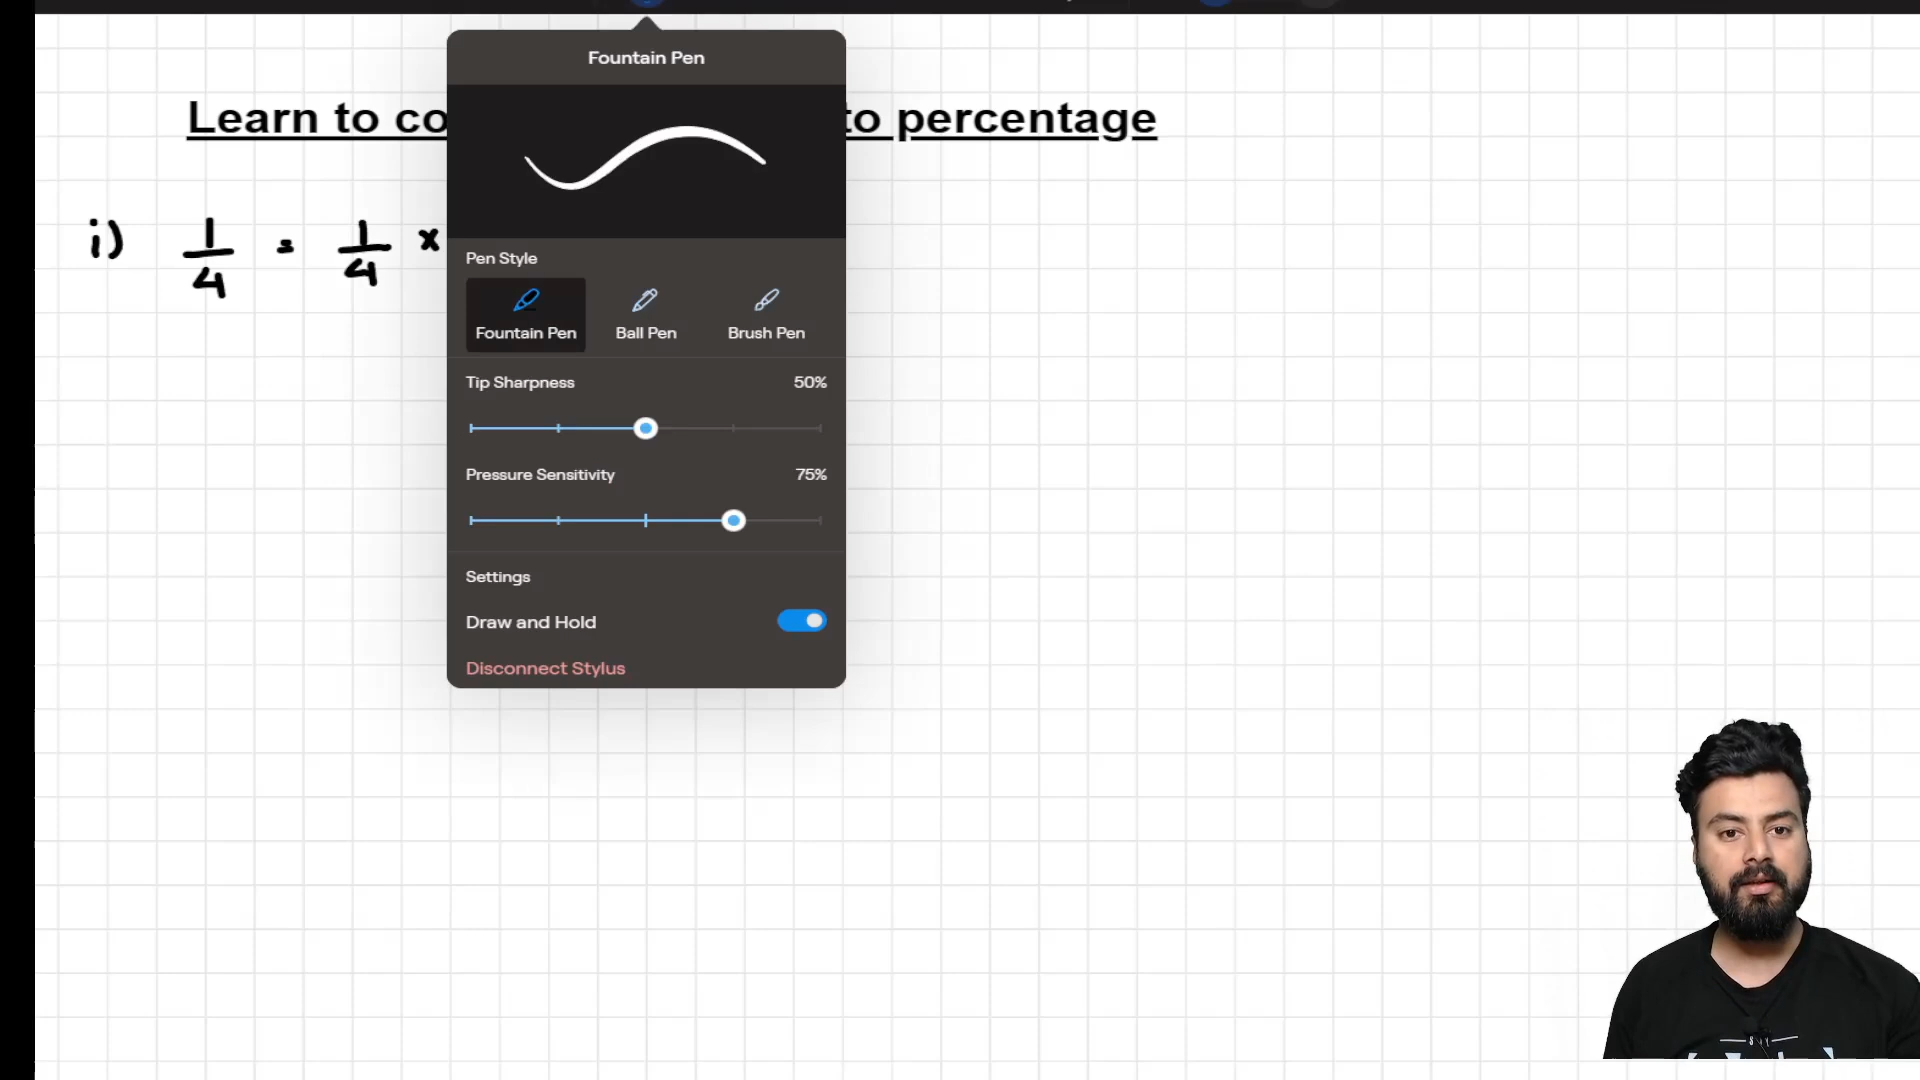 Fountain Pen
Learn to co to percentage
i) 1/4 = 1/4 ×
Pen Style
Fountain Pen Ball Pen Brush Pen
Tip Sharpness 50%
Pressure Sensitivity 75%
Settings
Draw and Hold
Disconnect Stylus